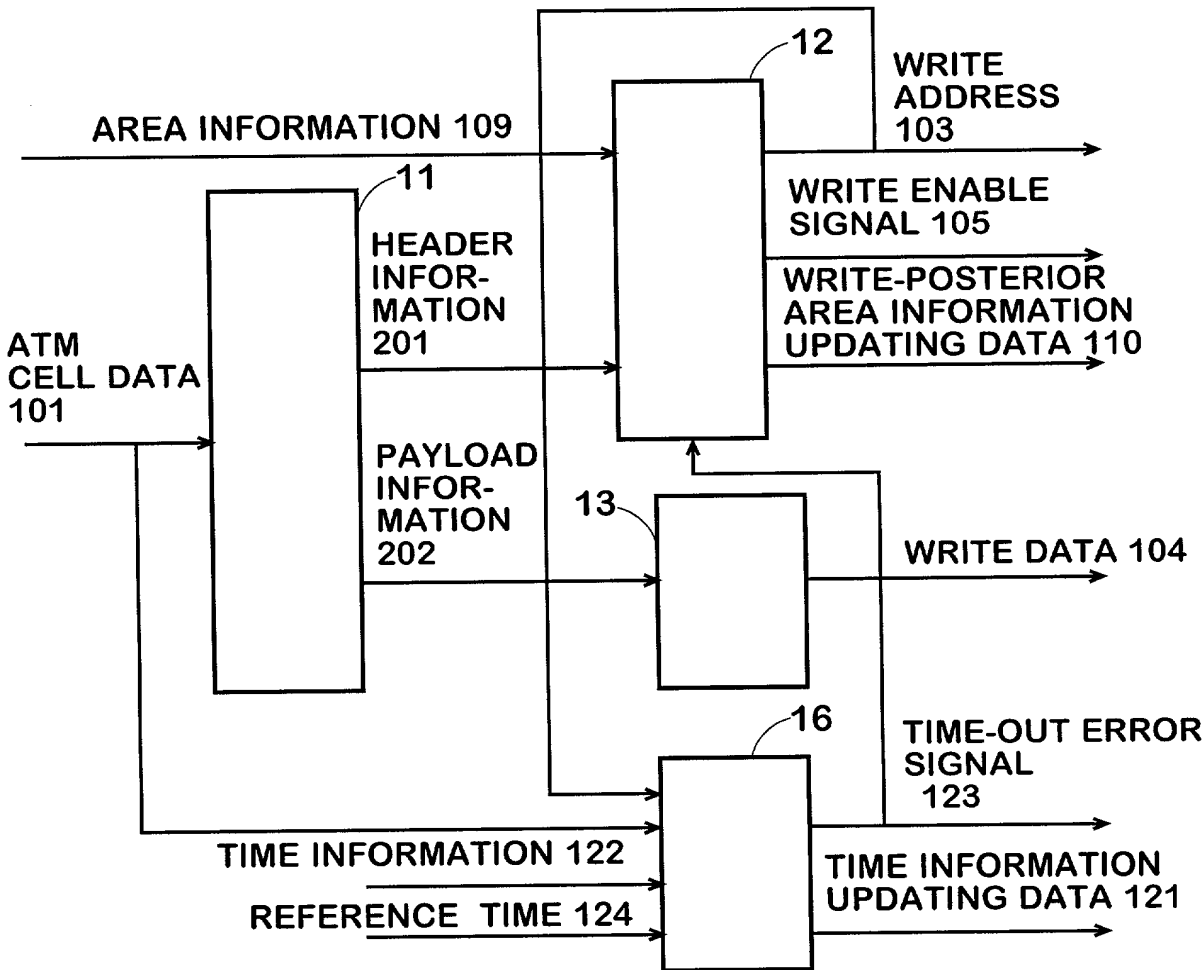 12
WRITE
ADDRESS
103
AREA INFORMATION 109
11
WRITE ENABLE
SIGNAL 105
HEADER
INFOR-
MATION
201
WRITE-POSTERIOR
AREA INFORMATION
UPDATING DATA 110
ATM
CELL DATA
101
PAYLOAD
INFOR-
MATION
202
13
WRITE DATA 104
16
TIME-OUT ERROR
SIGNAL
123
TIME INFORMATION 122
TIME INFORMATION
UPDATING DATA 121
REFERENCE TIME 124